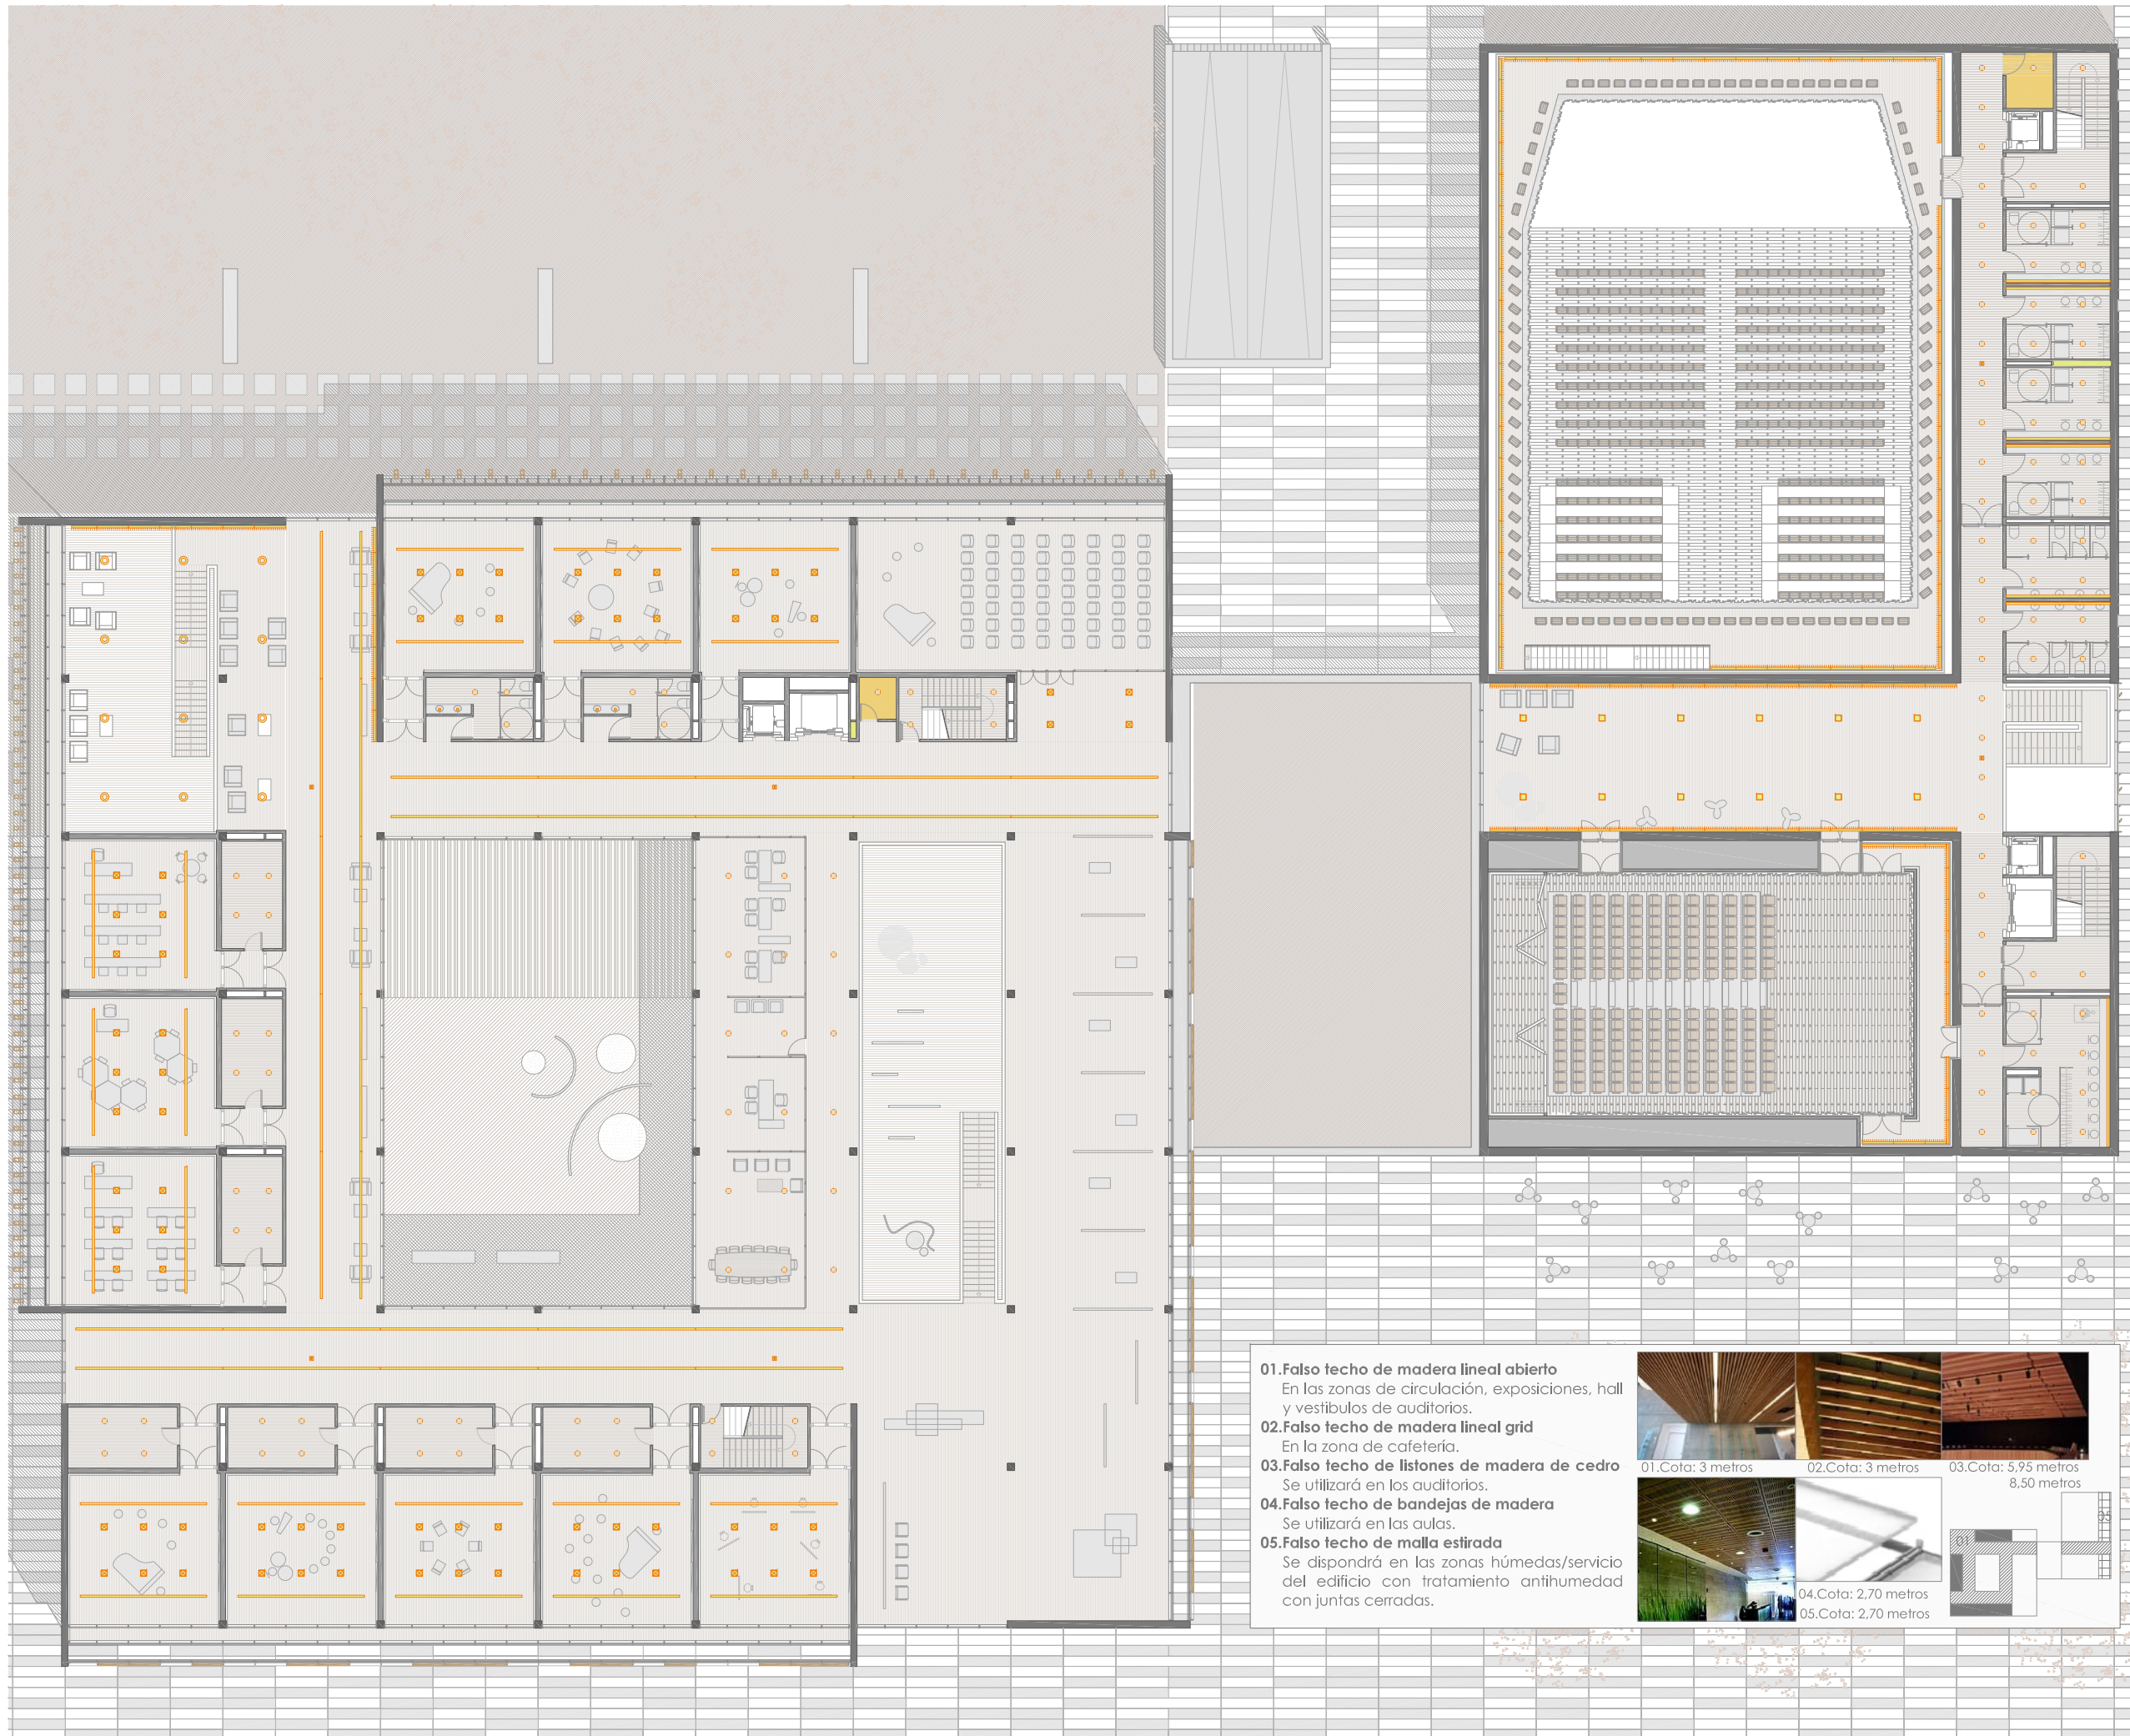 01.Falso techo de madera lineal abierto
En las zonas de circulación, exposiciones, hall
y vestibulos de auditorios.
02.Falso techo de madera lineal grid
En la zona de cafetería.
03.Falso techo de listones de madera de cedro
Se utilizará en los auditorios.
04.Falso techo de bandejas de madera
Se utilizará en las aulas.
05.Falso techo de malla estirada
Se dispondrá en las zonas húmedas/servicio
del edificio con tratamiento antihumedad
con juntas cerradas.
01.Cota: 3 metros
02.Cota: 3 metros
03.Cota: 5,95 metros
8,50 metros
04.Cota: 2,70 metros
05.Cota: 2,70 metros
01
05